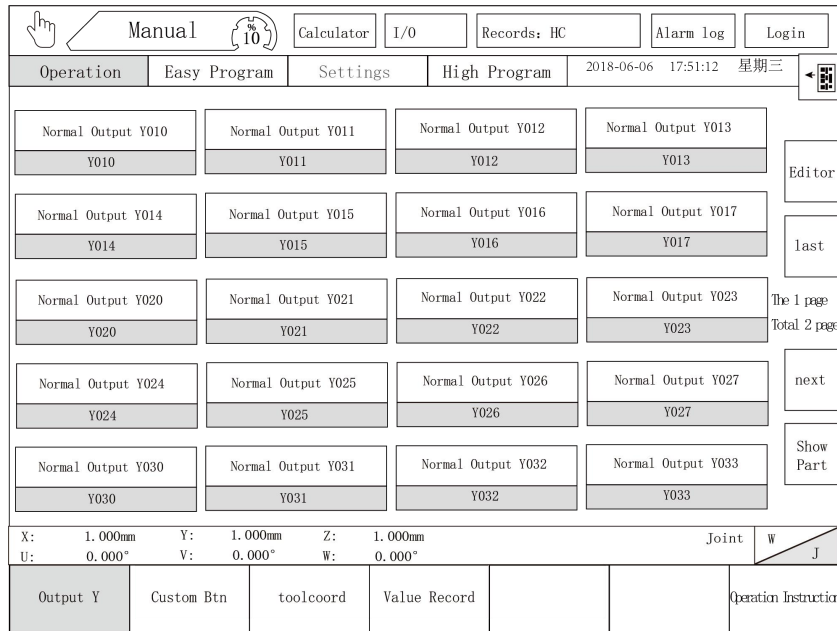 Manual
%
10
Calculator
I/O
Records: HC
Alarm log
Login
Operation
Easy Program
Settings
High Program
2018-06-06 17:51:12 星期三
Normal Output Y010
Y010
Normal Output Y011
Y011
Normal Output Y012
Y012
Normal Output Y013
Y013
Editor
Normal Output Y014
Y014
Normal Output Y015
Y015
Normal Output Y016
Y016
Normal Output Y017
Y017
last
Normal Output Y020
Y020
Normal Output Y021
Y021
Normal Output Y022
Y022
Normal Output Y023
Y023
The 1 page
Total 2 page
Normal Output Y024
Y024
Normal Output Y025
Y025
Normal Output Y026
Y026
Normal Output Y027
Y027
next
Normal Output Y030
Y030
Normal Output Y031
Y031
Normal Output Y032
Y032
Normal Output Y033
Y033
Show
Part
X: 1.000mm Y: 1.000mm Z: 1.000mm
U: 0.000° V: 0.000° W: 0.000°
Joint
W
J
Output Y
Custom Btn
toolcoord
Value Record
Operation Instruction